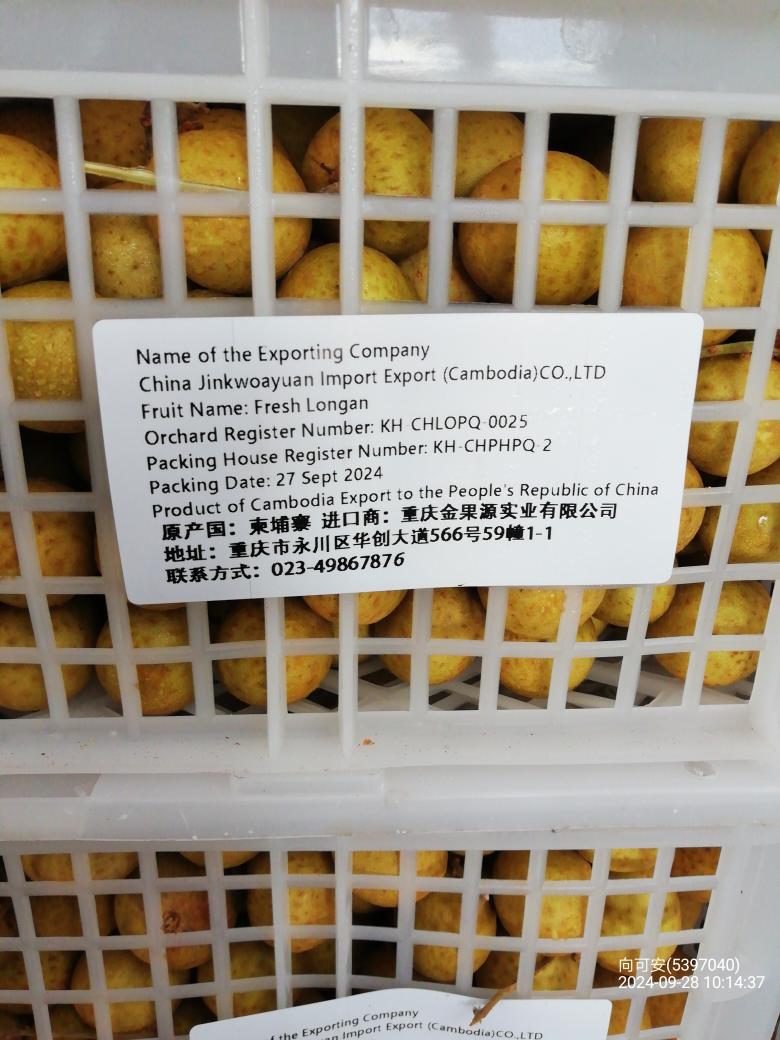 Name of the Exporting Company
China Jinkwoayuan Import Export (Cambodia)CO.,LTD
Fruit Name: Fresh Longan
Orchard Register Number: KH-CHLOPQ-0025
Packing House Register Number: KH-CHPHPQ-2
Packing Date: 27 Sept 2024
Product of Cambodia Export to the People's Republic of China
原产国：柬埔寨 进口商：重庆金果源实业有限公司
地址：重庆市永川区华创大道566号59幢1-1
联系方式：023-49867876
向可安(5397040)
2024-09-28 10:14:37
of the Exporting Company
Import Export (Cambodia)CO.,LTD